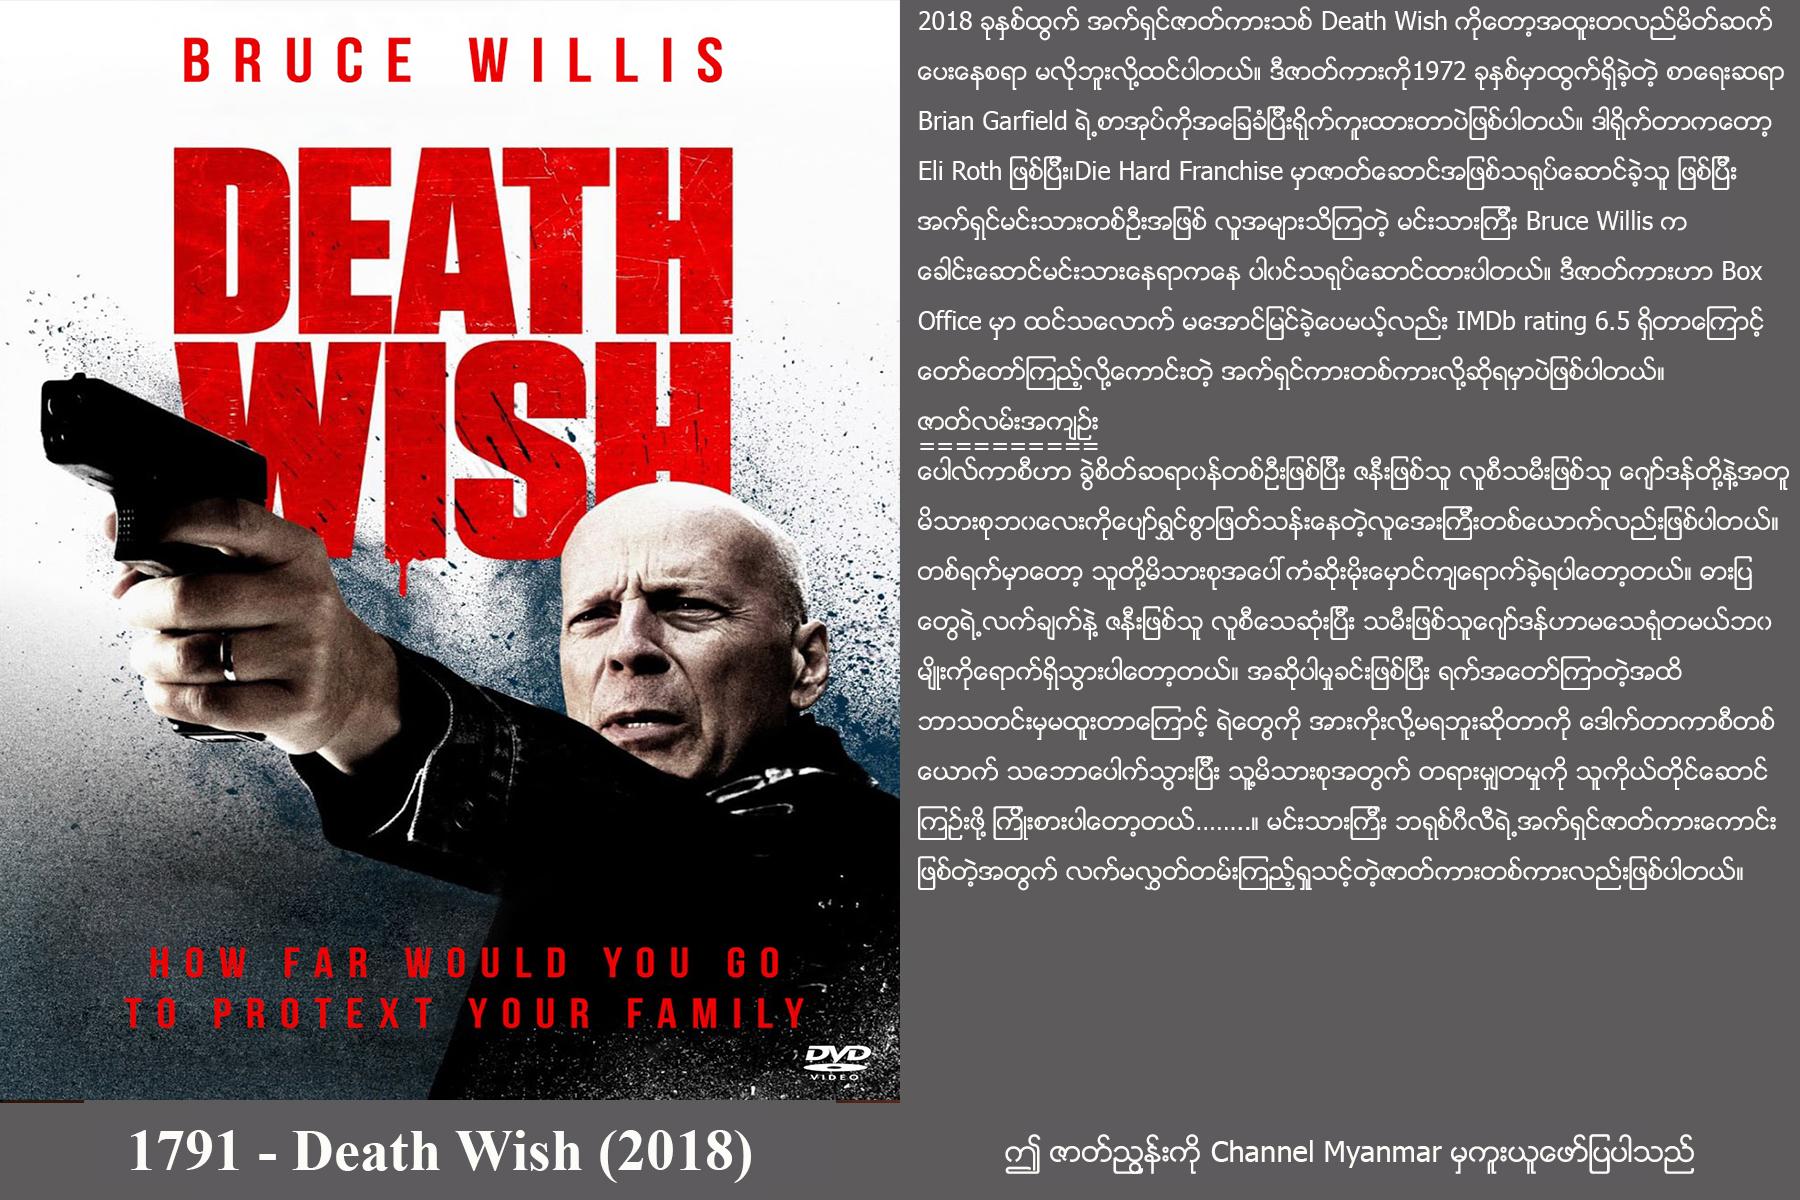 BRUCE WILLIS
DEATH
WISH
HOW FAR WOULD YOU GO
TO PROTEXT YOUR FAMILY
DVD
VIDEO
1791 - Death Wish (2018)
2018 ခုနှစ်ထွက် အက်ရှင်ဇာတ်ကားသစ် Death Wish ကိုတော့အထူးတလည်မိတ်ဆက်
ပေးနေစရာ မလိုဘူးလို့ထင်ပါတယ်။ ဒီဇာတ်ကားကို1972 ခုနှစ်မှာထွက်ရှိခဲ့တဲ့ စာရေးဆရာ
Brian Garfield ရဲ့စာအုပ်ကိုအခြေခံပြီးရိုက်ကူးထားတာပဲဖြစ်ပါတယ်။ ဒါရိုက်တာကတော့
Eli Roth ဖြစ်ပြီး၊Die Hard Franchise မှာဇာတ်ဆောင်အဖြစ်သရုပ်ဆောင်ခဲ့သူ ဖြစ်ပြီး
အက်ရှင်မင်းသားတစ်ဦးအဖြစ် လူအများသိကြတဲ့ မင်းသားကြီး Bruce Willis က
ခေါင်းဆောင်မင်းသားနေရာကနေ ပါဝင်သရုပ်ဆောင်ထားပါတယ်။ ဒီဇာတ်ကားဟာ Box
Office မှာ ထင်သလောက် မအောင်မြင်ခဲ့ပေမယ့်လည်း IMDb rating 6.5 ရှိတာကြောင့်
တော်တော်ကြည့်လို့ကောင်းတဲ့ အက်ရှင်ကားတစ်ကားလို့ဆိုရမှာပဲဖြစ်ပါတယ်။
ဇာတ်လမ်းအကျဉ်း
==========
ပေါလ်ကာစီဟာ ခွဲစိတ်ဆရာဝန်တစ်ဦးဖြစ်ပြီး ဇနီးဖြစ်သူ လူစီသမီးဖြစ်သူ ဂျော်ဒန်တို့နဲ့အတူ
မိသားစုဘဝလေးကိုပျော်ရွှင်စွာဖြတ်သန်းနေတဲ့လူအေးကြီးတစ်ယောက်လည်းဖြစ်ပါတယ်။
တစ်ရက်မှာတော့ သူတို့မိသားစုအပေါ် ကံဆိုးမိုးမှောင်ကျရောက်ခဲ့ရပါတော့တယ်။ ဓားပြ
တွေရဲ့လက်ချက်နဲ့ ဇနီးဖြစ်သူ လူစီသေဆုံးပြီး သမီးဖြစ်သူဂျော်ဒန်ဟာမသေရုံတမယ်ဘဝ
မျိုးကိုရောက်ရှိသွားပါတော့တယ်။ အဆိုပါမှုခင်းဖြစ်ပြီး ရက်အတော်ကြာတဲ့အထိ
ဘာသတင်းမှမထူးတာကြောင့် ရဲတွေကို အားကိုးလို့မရဘူးဆိုတာကို ဒေါက်တာကာစီတစ်
ယောက် သဘောပေါက်သွားပြီး သူ့မိသားစုအတွက် တရားမျှတမှုကို သူကိုယ်တိုင်ဆောင်
ကြဉ်းဖို့ ကြိုးစားပါတော့တယ်........။ မင်းသားကြီး ဘရုစ်ဝီလီရဲ့အက်ရှင်ဇာတ်ကားကောင်း
ဖြစ်တဲ့အတွက် လက်မလွှတ်တမ်းကြည့်ရှုသင့်တဲ့ဇာတ်ကားတစ်ကားလည်းဖြစ်ပါတယ်။
ဤ ဇာတ်ညွှန်းကို Channel Myanmar မှကူးယူဖော်ပြပါသည်